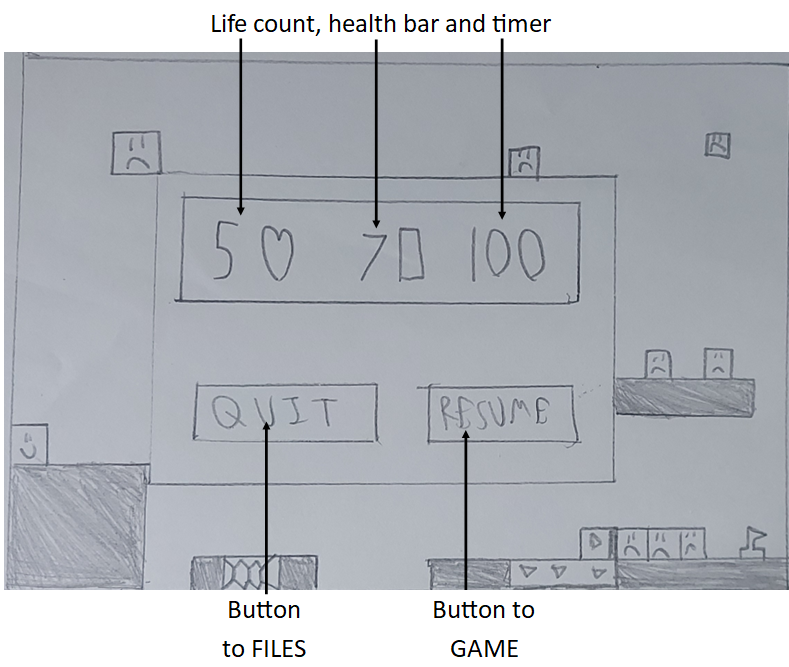 Life count, health bar and timer
5 7 100
QUIT RESUME
Button
to FILES
Button to
GAME